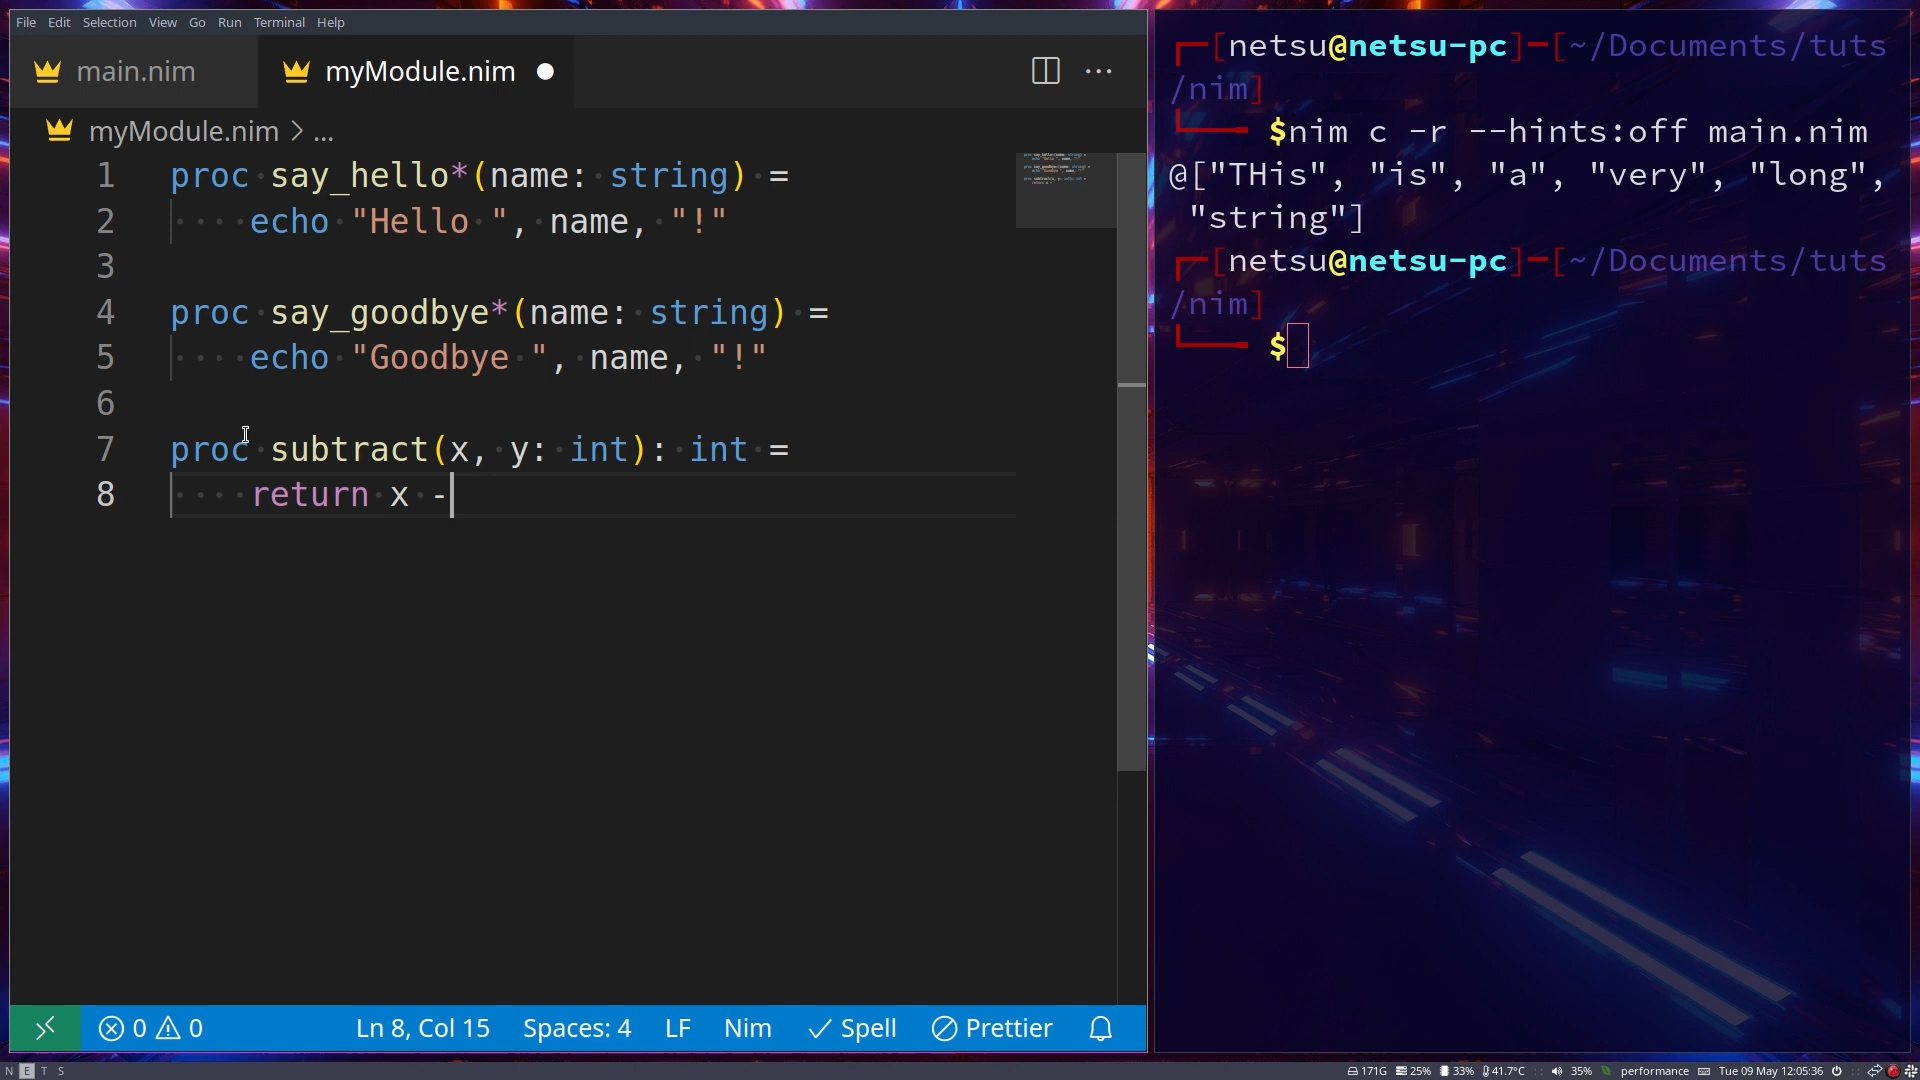 File Edit Selection View Go Run Terminal Help
main.nim
myModule.nim
myModule.nim > ...
1 proc say_hello*(name: string) =
2 echo "Hello ", name, "!"
3
4 proc say_goodbye*(name: string) =
5 echo "Goodbye ", name, "!"
6
7 proc subtract(x, y: int): int =
8 return x -
0 0 Ln 8, Col 15 Spaces: 4 LF Nim Spell Prettier
[netsu@netsu-pc]-[~/Documents/tuts
/nim]
$nim c -r --hints:off main.nim
@["THis", "is", "a", "very", "long",
"string"]
[netsu@netsu-pc]-[~/Documents/tuts
/nim]
$
N E T S 171G 25% 33% 41.7°C 35% performance Tue 09 May 12:05:36